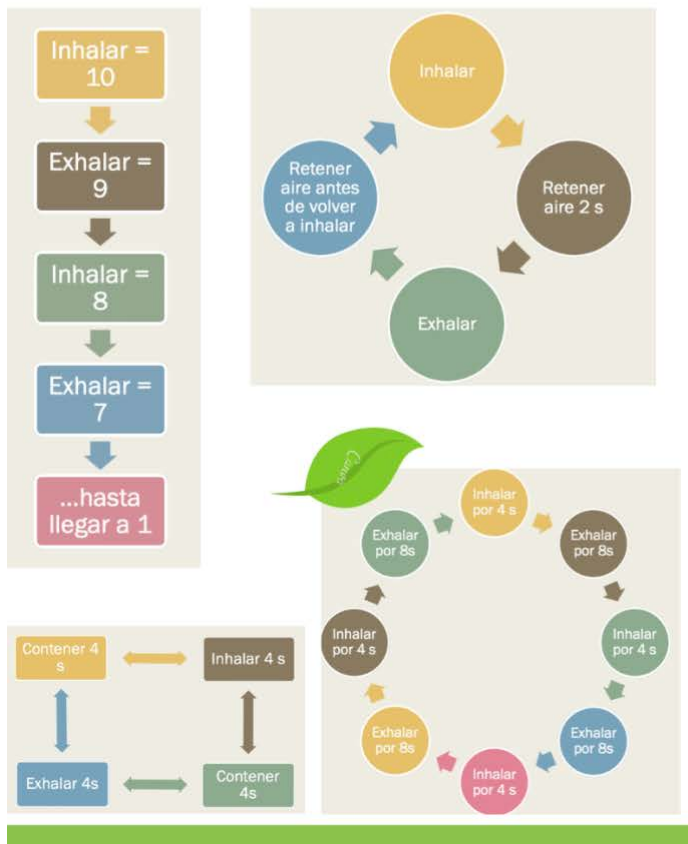 Inhalar =
10
Exhalar =
9
Inhalar =
8
Exhalar =
7
...hasta
llegar a 1
Inhalar
Retener
aire 2 s
Exhalar
Retener
aire antes
de volver
a inhalar
Canva
Inhalar
por 4 s
Exhalar
por 8s
Inhalar
por 4 s
Exhalar
por 8s
Inhalar
por 4 s
Exhalar
por 8s
Inhalar
por 4 s
Exhalar
por 8s
Contener 4
s
Inhalar 4 s
Exhalar 4s
Contener
4s